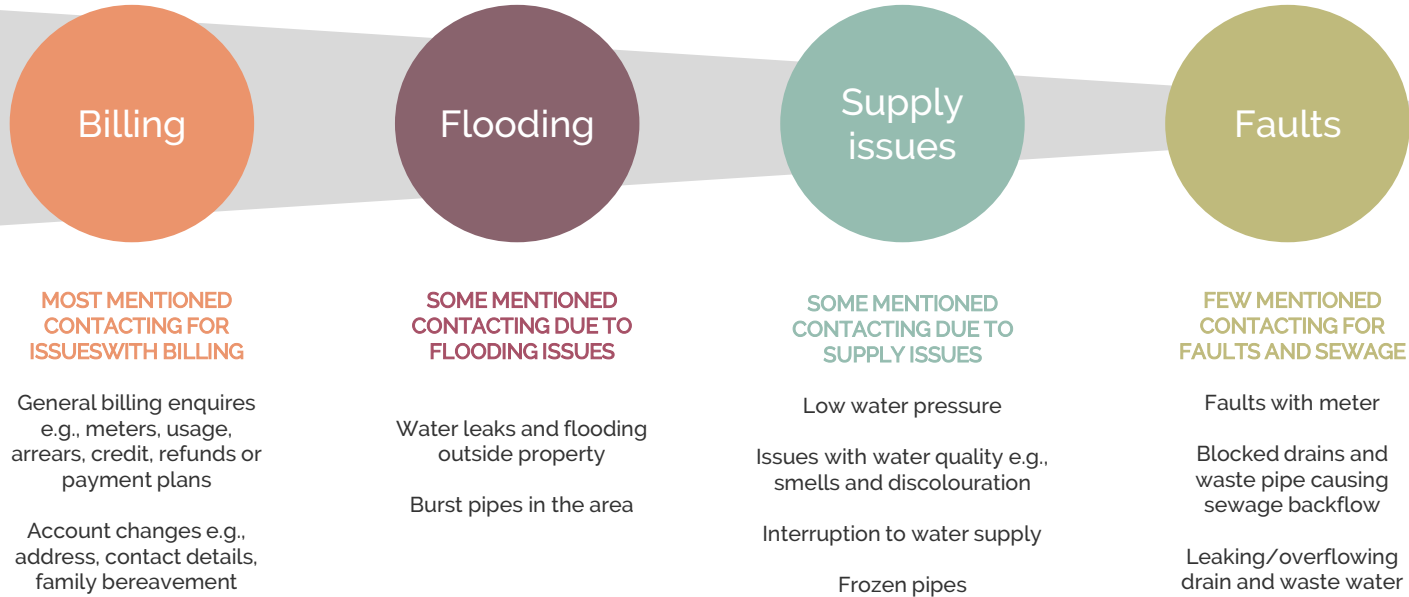 Billing
Flooding
Supply
issues
Faults
MOST MENTIONED
CONTACTING FOR
ISSUESWITH BILLING
General billing enquires
e.g., meters, usage,
arrears, credit, refunds or
payment plans
Account changes e.g.,
address, contact details,
family bereavement
SOME MENTIONED
CONTACTING DUE TO
FLOODING ISSUES
Water leaks and flooding
outside property
Burst pipes in the area
SOME MENTIONED
CONTACTING DUE TO
SUPPLY ISSUES
Low water pressure
Issues with water quality e.g.,
smells and discolouration
Interruption to water supply
Frozen pipes
FEW MENTIONED
CONTACTING FOR
FAULTS AND SEWAGE
Faults with meter
Blocked drains and
waste pipe causing
sewage backflow
Leaking/overflowing
drain and waste water